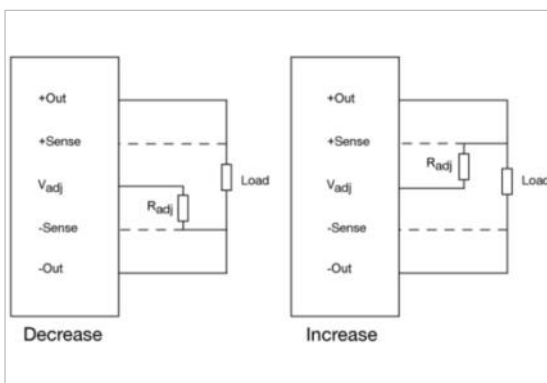 +Out
+Sense
Vadj
Radj
Load
-Sense
-Out
Decrease
+Out
+Sense
Radj
Vadj
Load
-Sense
-Out
Increase